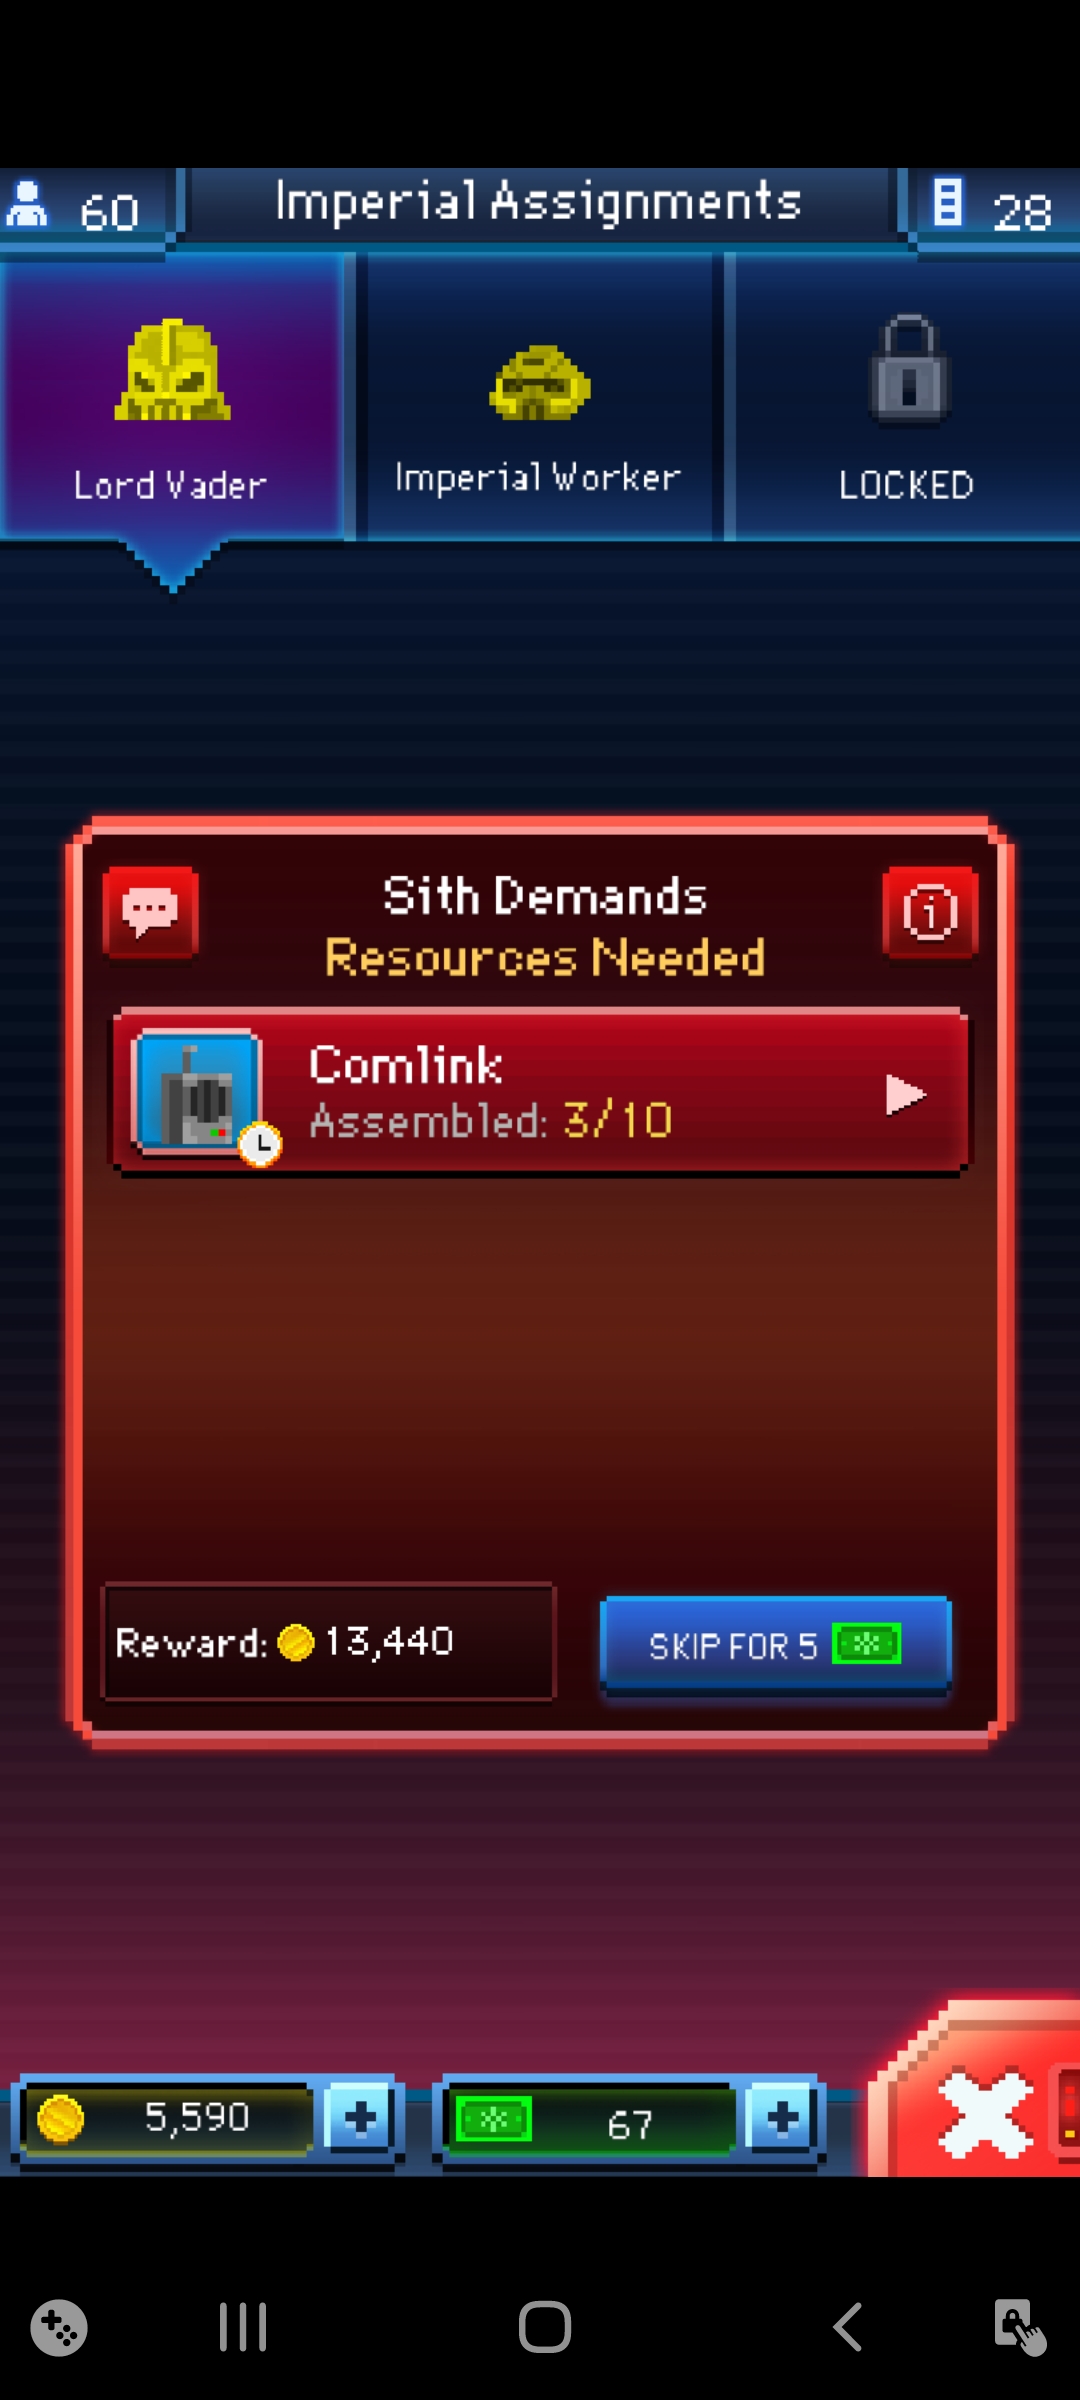 60
Imperial Assignments
28
Lord Vader
Imperial Worker
LOCKED
Sith Demands
Resources Needed
Comlink
Assembled: 3/10
Reward: 13,440
SKIP FOR 5
5,590
67